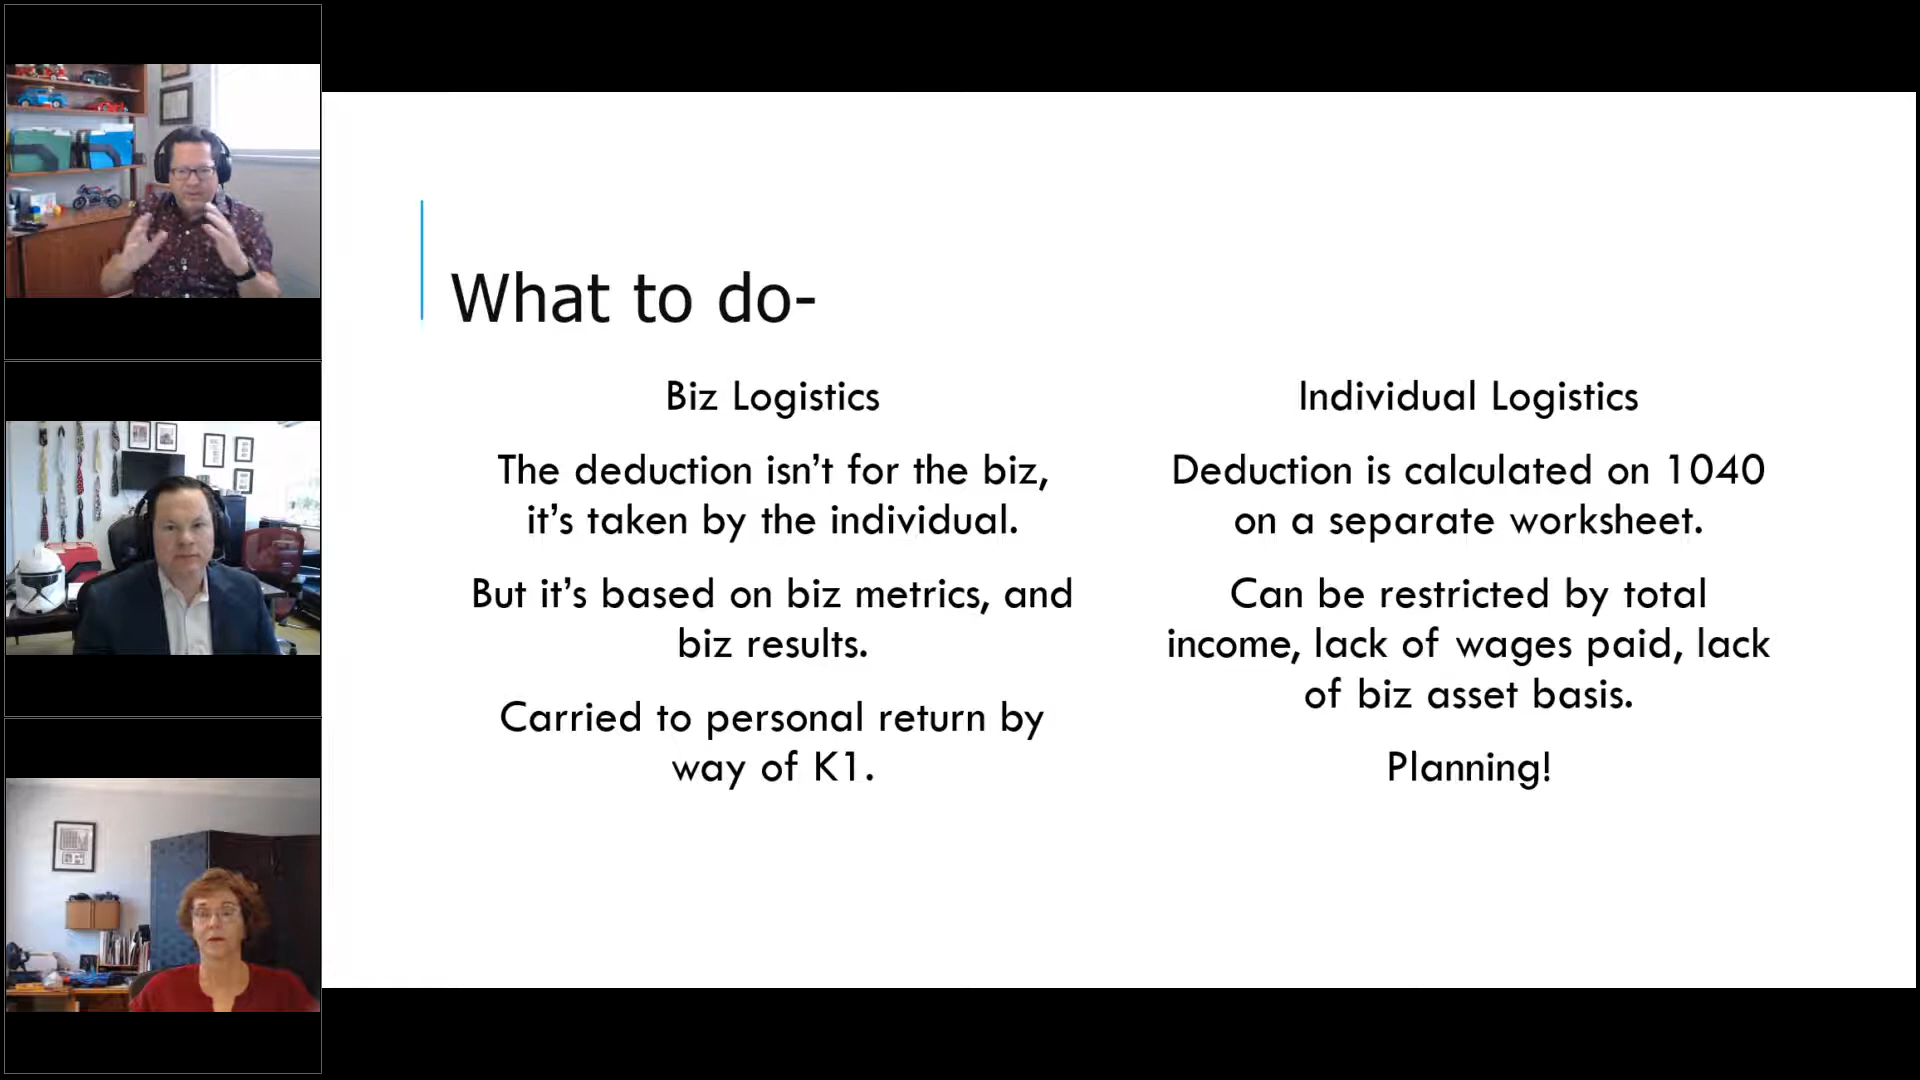 What to do-
Biz Logistics
The deduction isn't for the biz,
it's taken by the individual.
But it's based on biz metrics, and
biz results.
Carried to personal return by
way of K1.
Individual Logistics
Deduction is calculated on 1040
on a separate worksheet.
Can be restricted by total
income, lack of wages paid, lack
of biz asset basis.
Planning!